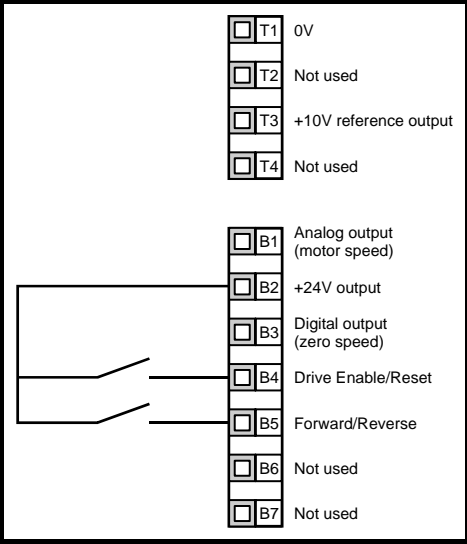 T1 0V
T2 Not used
T3 +10V reference output
T4 Not used
B1 Analog output
(motor speed)
B2 +24V output
B3 Digital output
(zero speed)
B4 Drive Enable/Reset
B5 Forward/Reverse
B6 Not used
B7 Not used